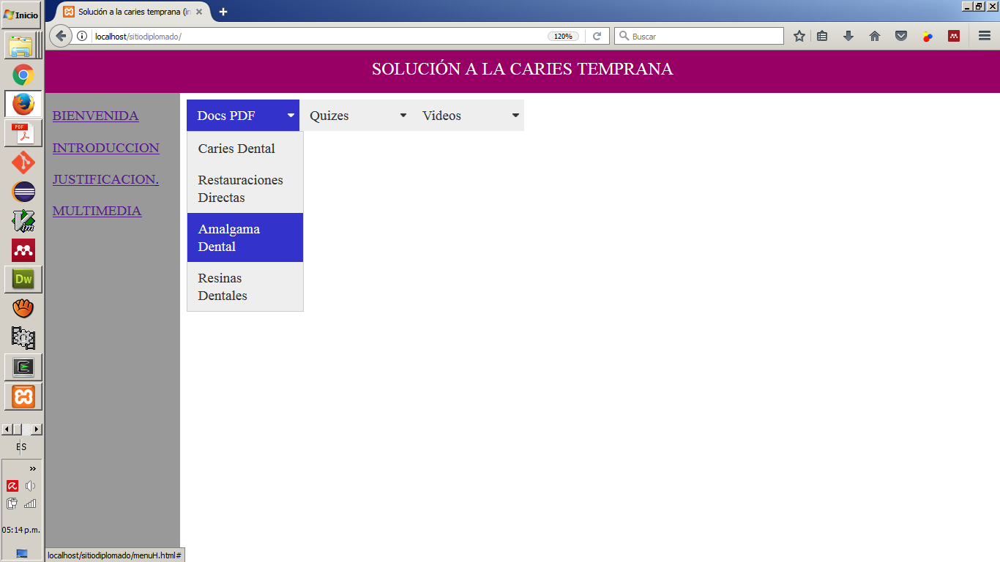 Inicio
Solución a la caries temprana (in
localhost/sitiodiplomado/
120%
Buscar
SOLUCIÓN A LA CARIES TEMPRANA
BIENVENIDA
INTRODUCCION
JUSTIFICACION.
MULTIMEDIA
Docs PDF
Quizes
Videos
Caries Dental
Restauraciones
Directas
Amalgama
Dental
Resinas
Dentales
PDF
Vim
Dw
ES
05:14 p.m.
localhost/sitiodiplomado/menuH.html#